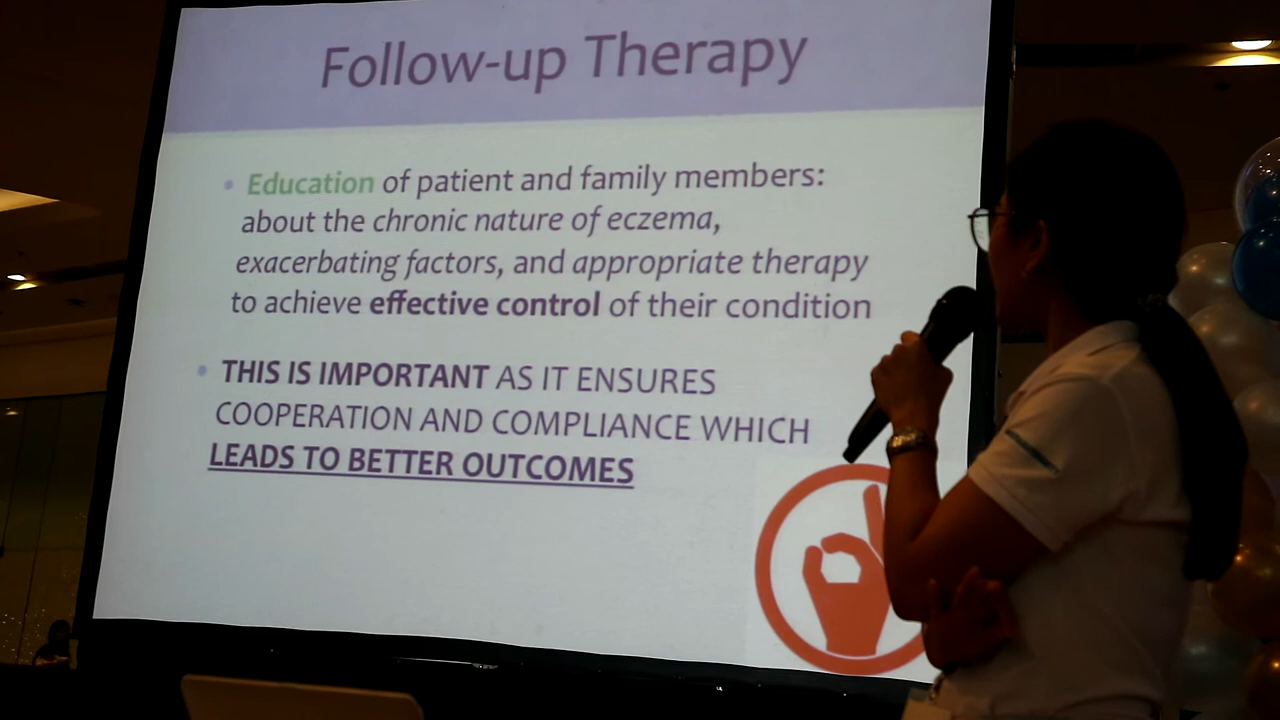 Follow-up Therapy
• Education of patient and family members:
about the chronic nature of eczema,
exacerbating factors, and appropriate therapy
to achieve effective control of their condition
• THIS IS IMPORTANT AS IT ENSURES
COOPERATION AND COMPLIANCE WHICH
LEADS TO BETTER OUTCOMES